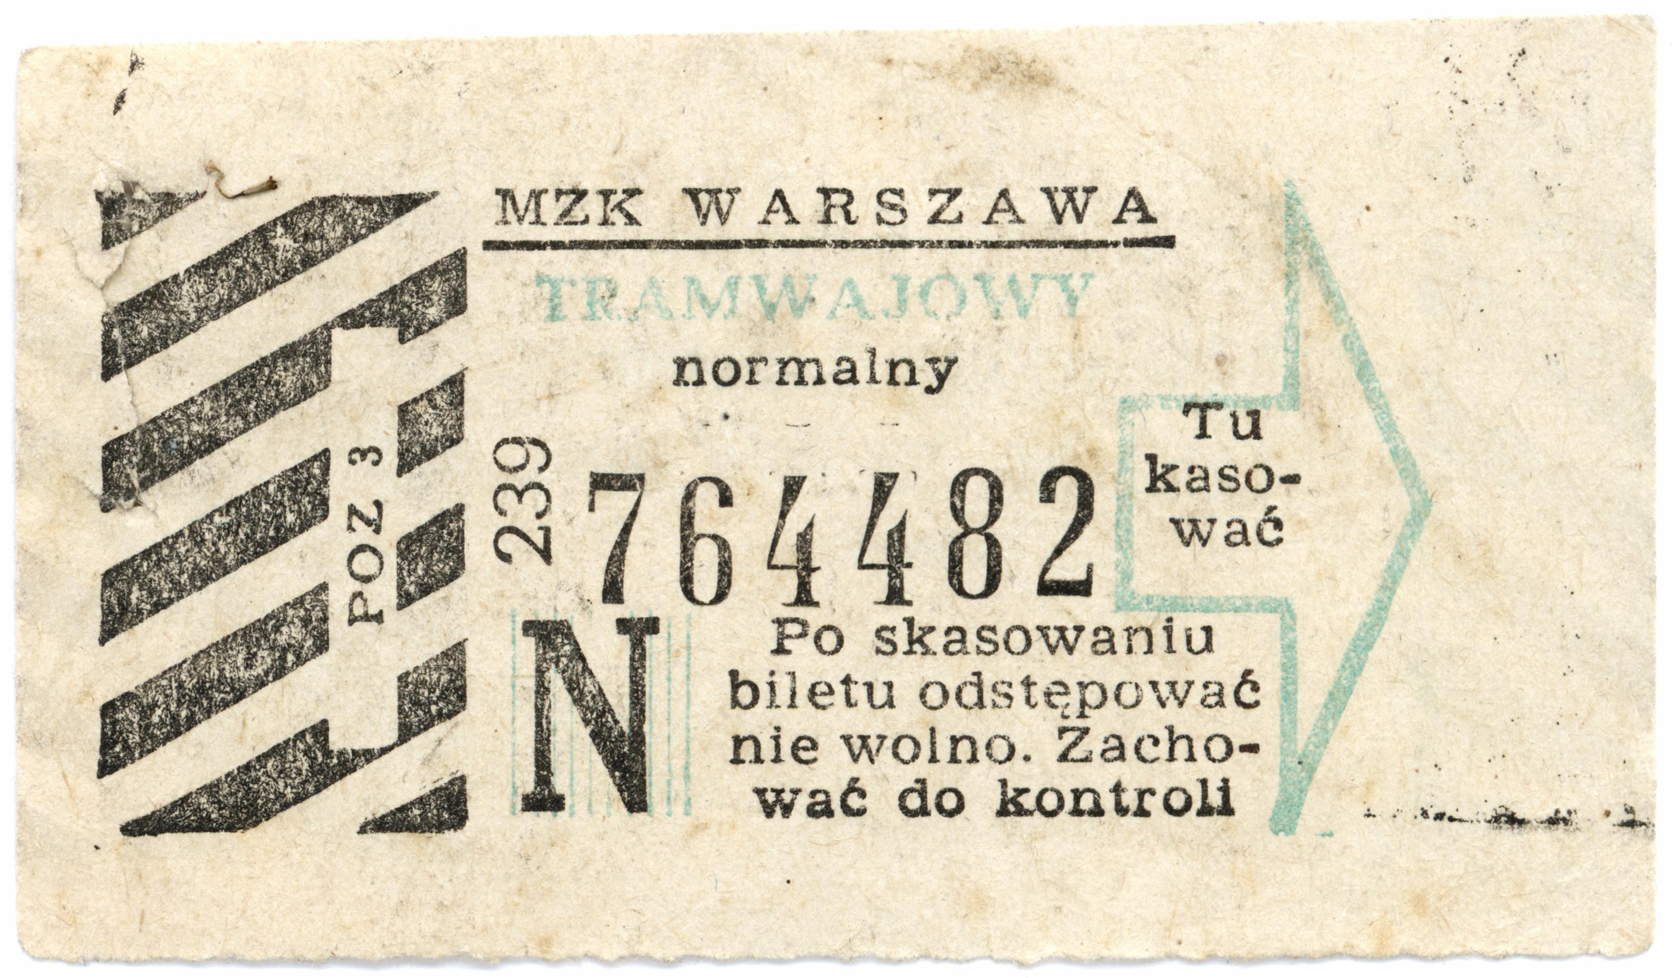 MZK WARSZAWA
TRAMWAJOWY
normalny
POZ 3
239
764482
Tu
kaso-
wać
N
Po skasowaniu
biletu odstępować
nie wolno. Zacho-
wać do kontroli